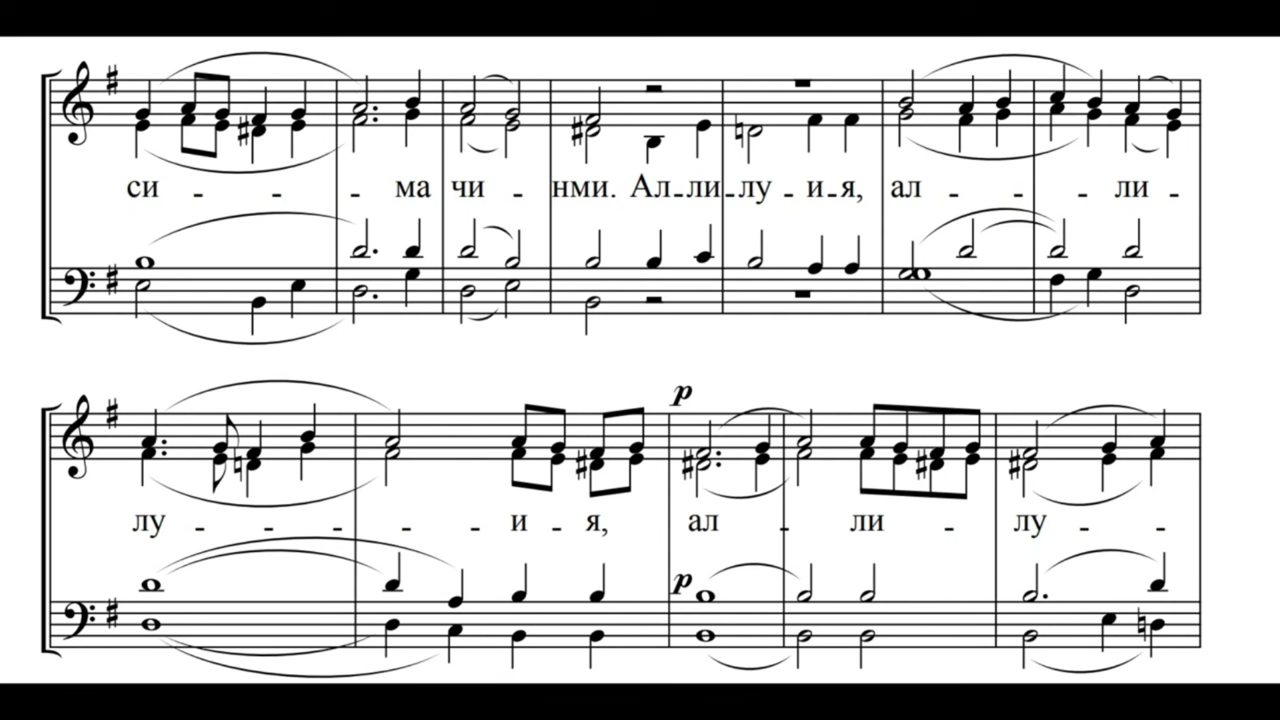 си - - - ма чи - нми. Ал-ли-лу - и-я, ал - - - ли -
p
лу - - - - - и - я, ал - ли - лу - -
p